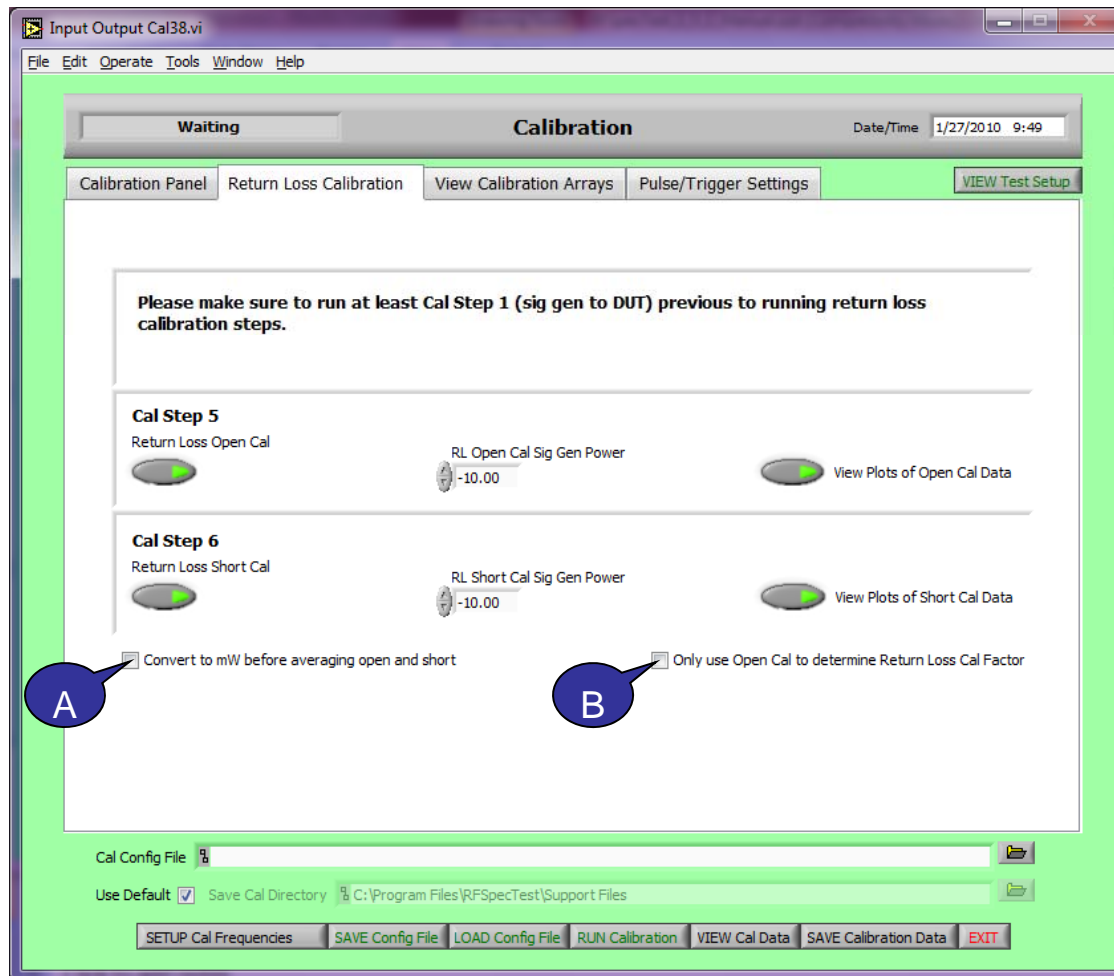 Input Output Cal38.vi
File Edit Operate Tools Window Help
Waiting Calibration Date/Time 1/27/2010 9:49
Calibration Panel Return Loss Calibration View Calibration Arrays Pulse/Trigger Settings VIEW Test Setup
Please make sure to run at least Cal Step 1 (sig gen to DUT) previous to running return loss
calibration steps.
Cal Step 5
Return Loss Open Cal
RL Open Cal Sig Gen Power
-10.00
View Plots of Open Cal Data
Cal Step 6
Return Loss Short Cal
RL Short Cal Sig Gen Power
-10.00
View Plots of Short Cal Data
Convert to mW before averaging open and short Only use Open Cal to determine Return Loss Cal Factor
A B
Cal Config File
Use Default Save Cal Directory C:\Program Files\RFSpecTest\Support Files
SETUP Cal Frequencies SAVE Config File LOAD Config File RUN Calibration VIEW Cal Data SAVE Calibration Data EXIT